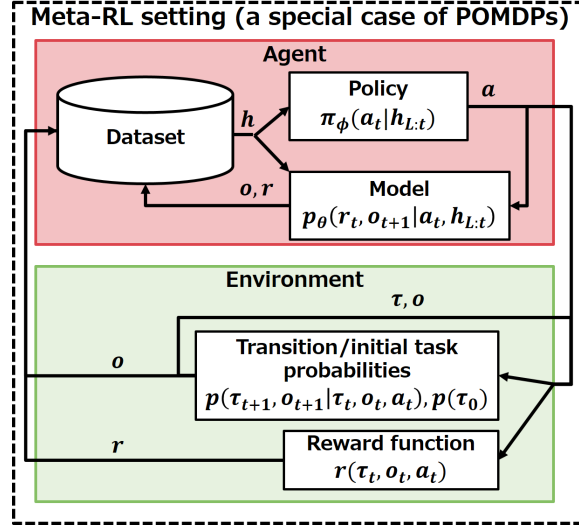 Meta-RL setting (a special case of POMDPs)
Agent
Dataset
h
Policy
π_ϕ(a_t|h_{L:t})
a
o, r
Model
p_θ(r_t, o_{t+1}|a_t, h_{L:t})
Environment
τ, o
o
Transition/initial task
probabilities
p(τ_{t+1}, o_{t+1}|τ_t, o_t, a_t), p(τ_0)
r
Reward function
r(τ_t, o_t, a_t)